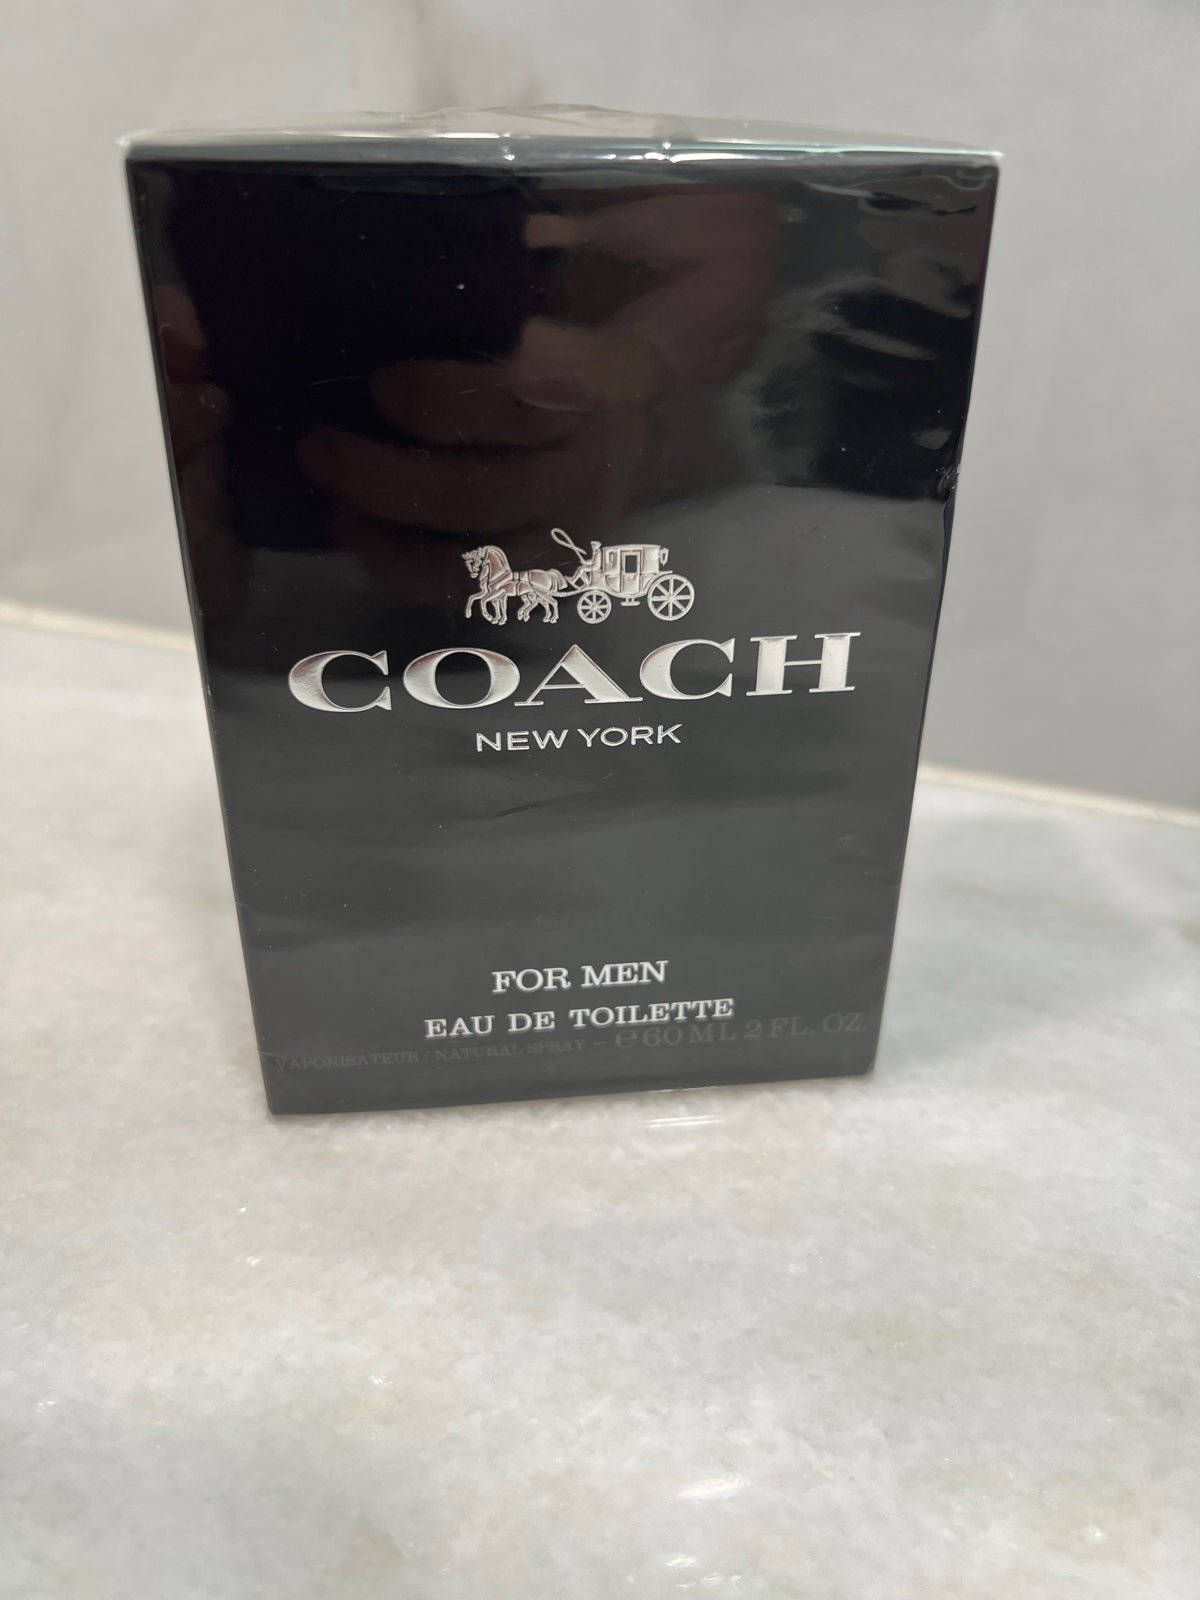 COACH
NEW YORK
FOR MEN
EAU DE TOILETTE
VAPORISATEUR / NATURAL SPRAY – ℮ 60 ML 2 FL. OZ.